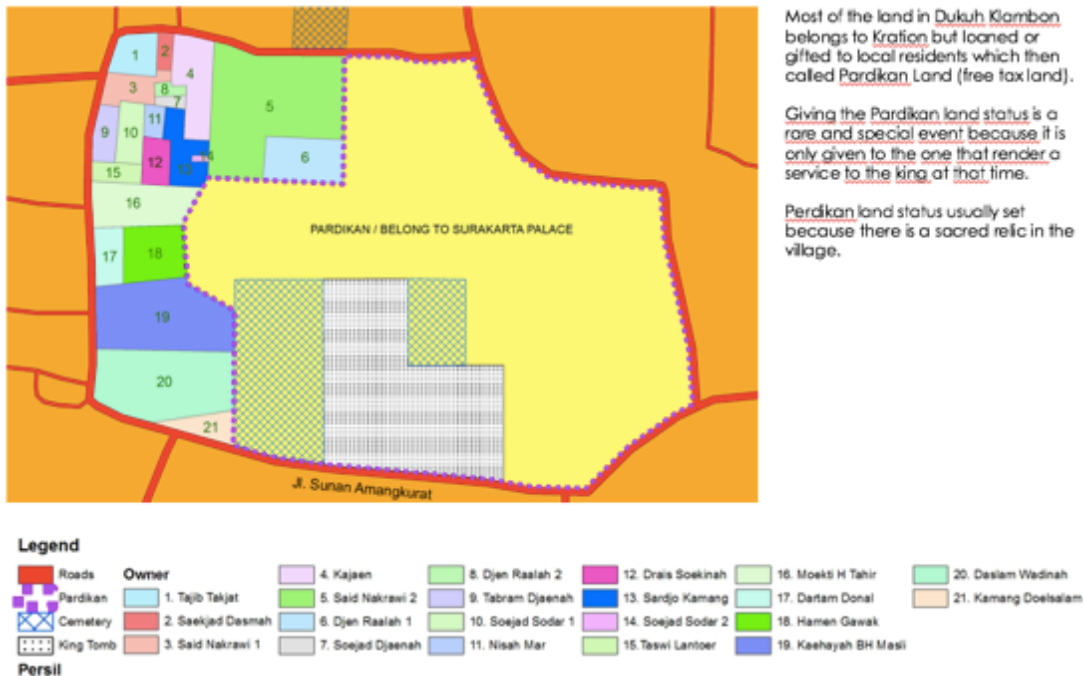 Most of the land in Dukuh Klambon
belongs to Kration but loaned or
gifted to local residents which then
called Pardikan Land (free tax land).
Giving the Pardikan land status is a
rare and special event because it is
only given to the one that render a
service to the king at that time.
Perdikan land status usually set
because there is a sacred relic in the
village.
1
2
3
4
5
6
7
8
9
10
11
12
13
14
15
16
17
18
19
20
21
PARDIKAN / BELONG TO SURAKARTA PALACE
Jl. Sunan Amangkurat
Legend
Roads
Pardikan
Cemetery
King Tomb
Persil
Owner
1. Tajib Takjat
2. Saekjad Dasmah
3. Said Nakrawi 1
4. Kajaen
5. Said Nakrawi 2
6. Djen Raalah 1
7. Soejad Djaenah
8. Djen Raalah 2
9. Tabram Djaenah
10. Soejad Sodar 1
11. Nisah Mar
12. Drais Soekinah
13. Sardjo Kamang
14. Soejad Sodar 2
15.Taswi Lantoer
16. Moekti H Tahir
17. Dartam Donal
18. Hamen Gawak
19. Kaehayah BH Masli
20. Daslam Wadinah
21. Kamang Doelsalam